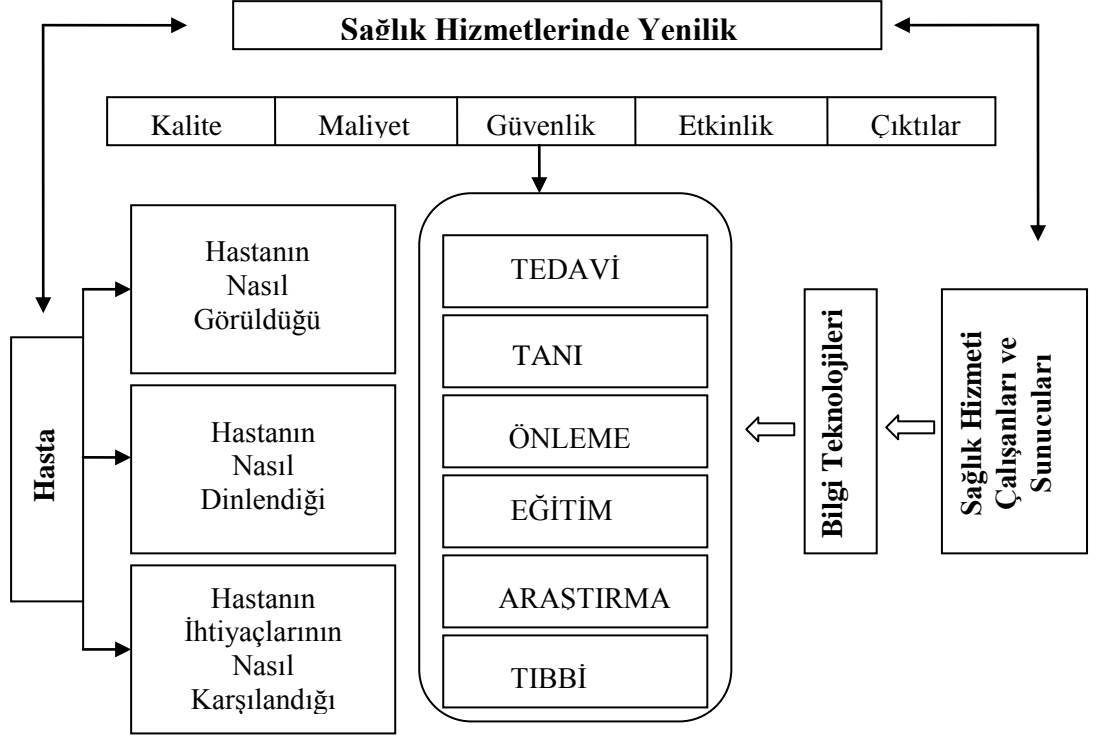 Sağlık Hizmetlerinde Yenilik
Kalite
Maliyet
Güvenlik
Etkinlik
Çıktılar
Hasta
Hastanın
Nasıl
Görüldüğü
Hastanın
Nasıl
Dinlendiği
Hastanın
İhtiyaçlarının
Nasıl
Karşılandığı
TEDAVİ
TANI
ÖNLEME
EĞİTİM
ARAŞTIRMA
TIBBİ
Bilgi Teknolojileri
Sağlık Hizmeti
Çalışanları ve
Sunucuları